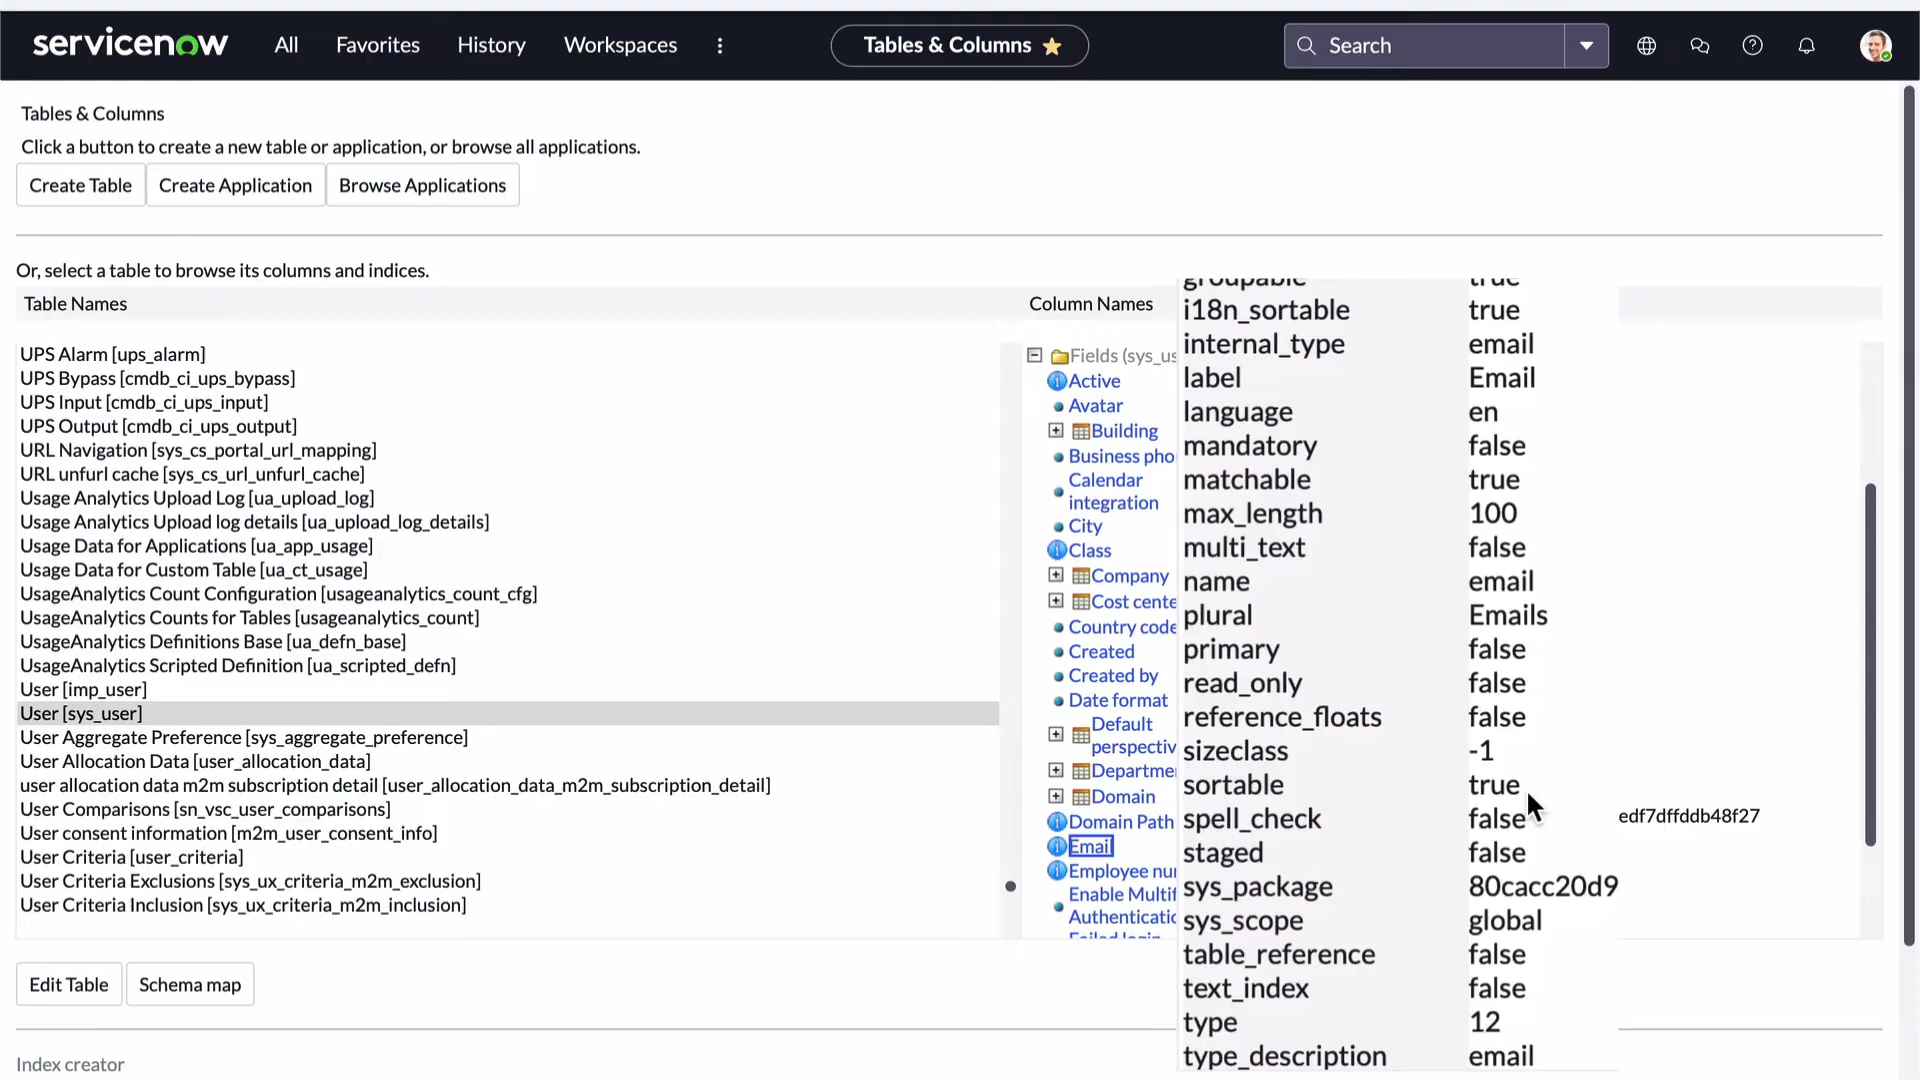 servicenow All Favorites History Workspaces Tables & Columns Search
Tables & Columns
Click a button to create a new table or application, or browse all applications.
Create Table Create Application Browse Applications
Or, select a table to browse its columns and indices.
Table Names
UPS Alarm [ups_alarm]
UPS Bypass [cmdb_ci_ups_bypass]
UPS Input [cmdb_ci_ups_input]
UPS Output [cmdb_ci_ups_output]
URL Navigation [sys_cs_portal_url_mapping]
URL unfurl cache [sys_cs_url_unfurl_cache]
Usage Analytics Upload Log [ua_upload_log]
Usage Analytics Upload log details [ua_upload_log_details]
Usage Data for Applications [ua_app_usage]
Usage Data for Custom Table [ua_ct_usage]
UsageAnalytics Count Configuration [usageanalytics_count_cfg]
UsageAnalytics Counts for Tables [usageanalytics_count]
UsageAnalytics Definitions Base [ua_defn_base]
UsageAnalytics Scripted Definition [ua_scripted_defn]
User [imp_user]
User [sys_user]
User Aggregate Preference [sys_aggregate_preference]
User Allocation Data [user_allocation_data]
user allocation data m2m subscription detail [user_allocation_data_m2m_subscription_detail]
User Comparisons [sn_vsc_user_comparisons]
User consent information [m2m_user_consent_info]
User Criteria [user_criteria]
User Criteria Exclusions [sys_ux_criteria_m2m_exclusion]
User Criteria Inclusion [sys_ux_criteria_m2m_inclusion]
Column Names
Fields (sys_us
Active
Avatar
Building
Business pho
Calendar
integration
City
Class
Company
Cost cente
Country code
Created
Created by
Date format
Default
perspectiv
Departme
Domain
Domain Path
Email
Employee nu
Enable Multif
Authenticatio
Failed login
groupable true
i18n_sortable true
internal_type email
label Email
language en
mandatory false
matchable true
max_length 100
multi_text false
name email
plural Emails
primary false
read_only false
reference_floats false
sizeclass -1
sortable true
spell_check false
staged false
sys_package 80cacc20d9
sys_scope global
table_reference false
text_index false
type 12
type_description email
edf7dffddb48f27
Edit Table Schema map
Index creator